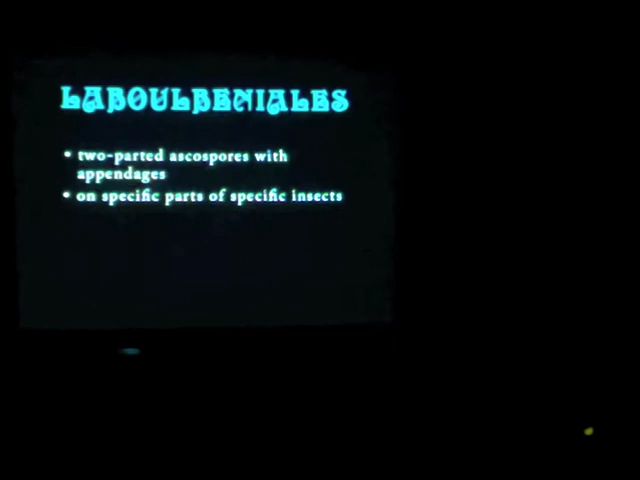 LABOULBENIALES
• two-parted ascospores with
appendages
• on specific parts of specific insects